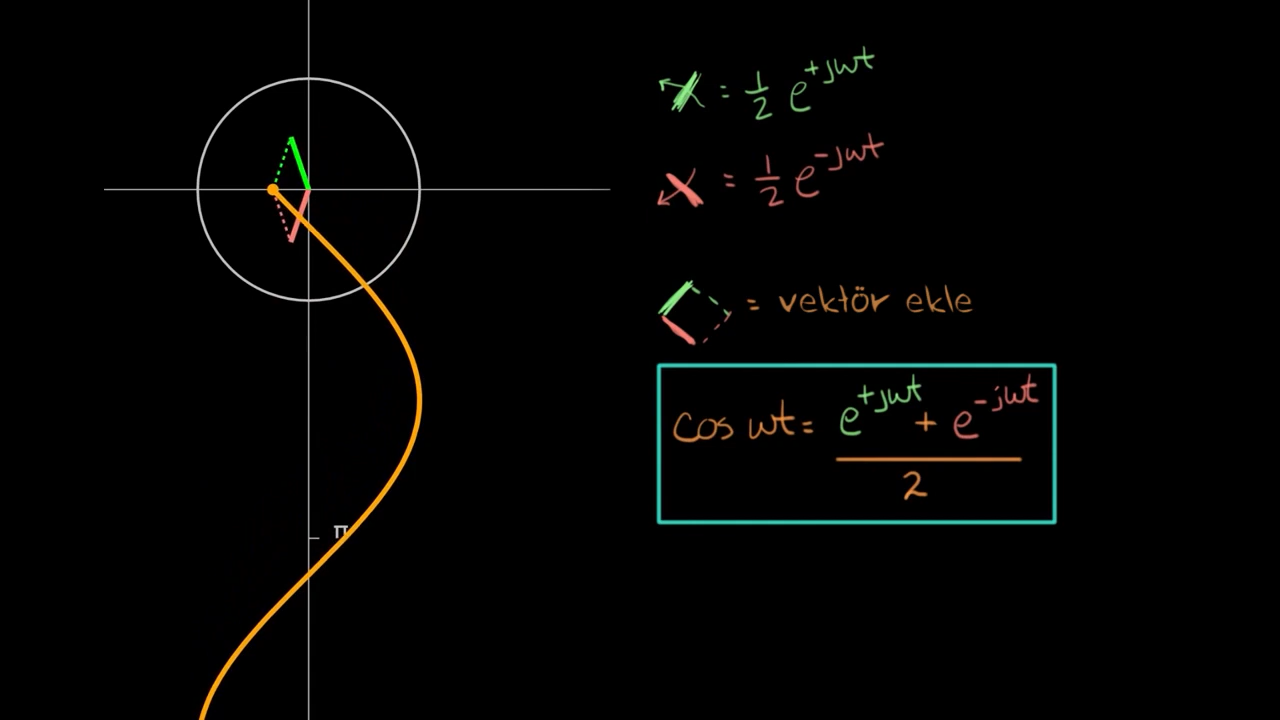 = 1/2 e^{+jωt}
= 1/2 e^{-jωt}
= vektör ekle
cos ωt = (e^{+jωt} + e^{-jωt}) / 2
π